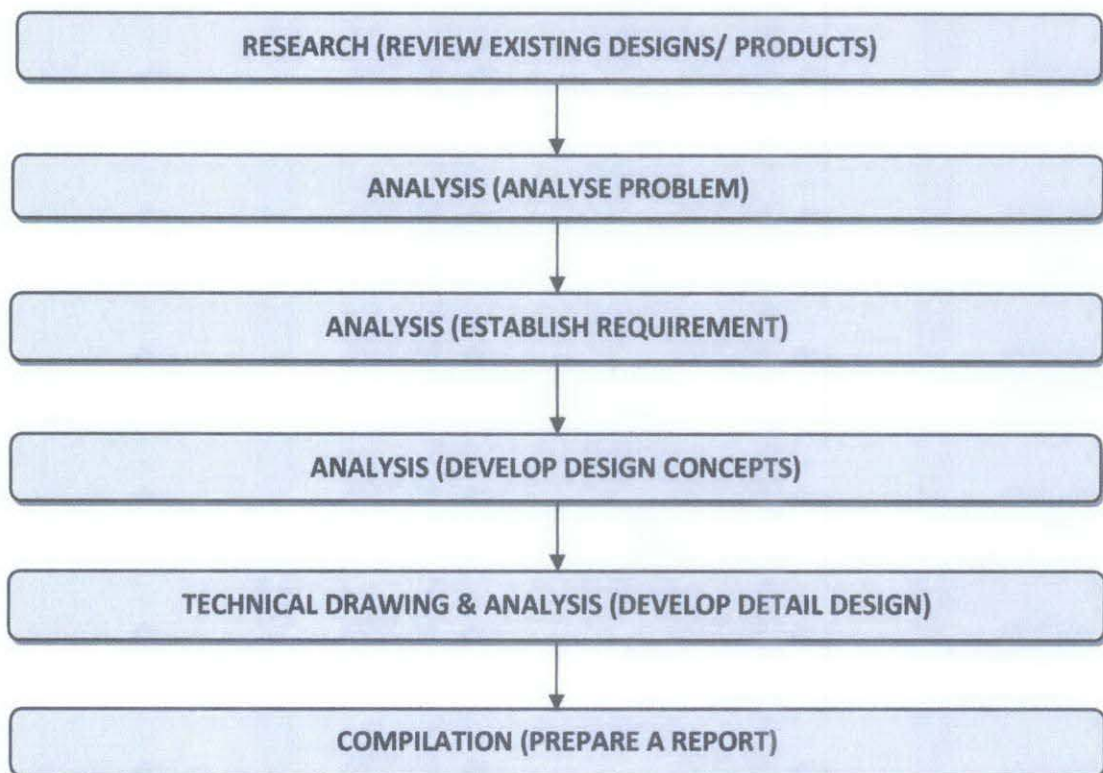 RESEARCH (REVIEW EXISTING DESIGNS/ PRODUCTS)
ANALYSIS (ANALYSE PROBLEM)
ANALYSIS (ESTABLISH REQUIREMENT)
ANALYSIS (DEVELOP DESIGN CONCEPTS)
TECHNICAL DRAWING & ANALYSIS (DEVELOP DETAIL DESIGN)
COMPILATION (PREPARE A REPORT)